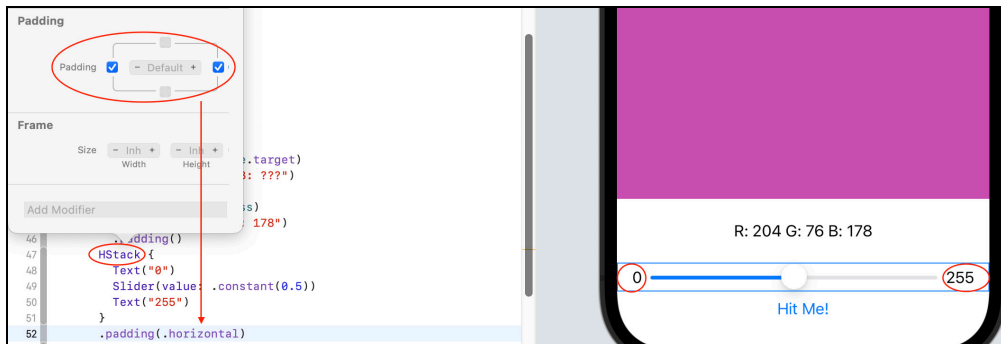 Padding
Padding - Default +
Frame
Size - Inh + - Inh +
Width Height
Add Modifier
.target)
: ???")
ss)
178")
46 .padding()
47 HStack {
48 Text("0")
49 Slider(value: .constant(0.5))
50 Text("255")
51 }
52 .padding(.horizontal)
R: 204 G: 76 B: 178
0 255
Hit Me!